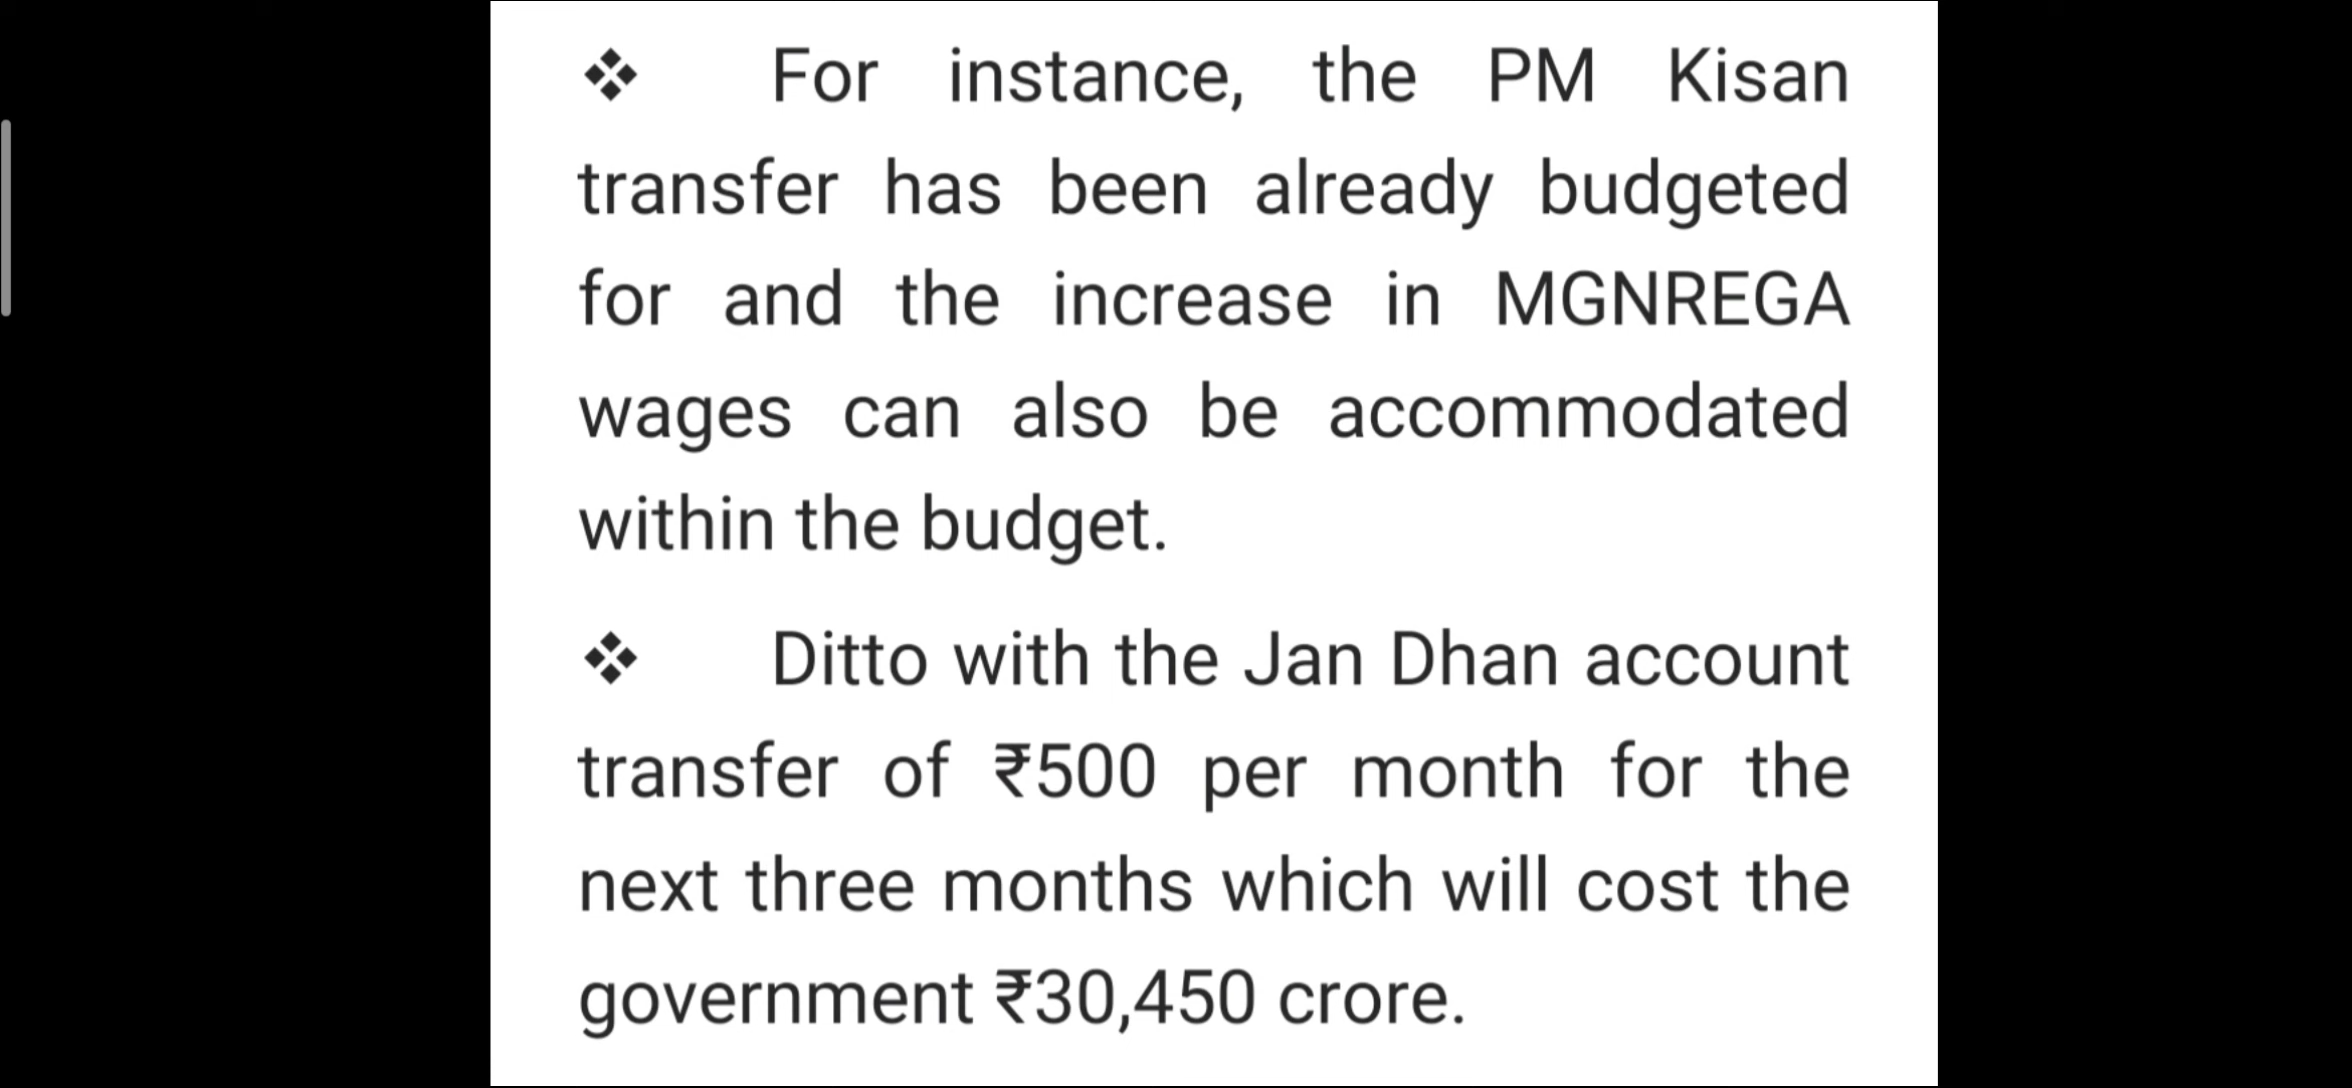 ❖ For instance, the PM Kisan
transfer has been already budgeted
for and the increase in MGNREGA
wages can also be accommodated
within the budget.
❖ Ditto with the Jan Dhan account
transfer of ₹500 per month for the
next three months which will cost the
government ₹30,450 crore.